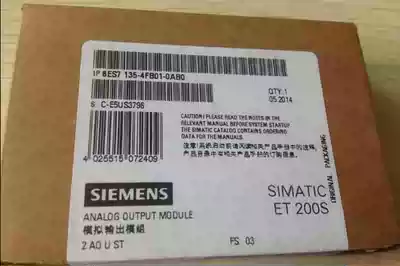 1P 6ES7 135-4FB01-0AB0
QTY.:1
05.2014
S C-E5US3796
CAUTION! PLEASE READ THE NOTES IN THE
RELEVANT MANUAL BEFORE SYSTEM STARTUP.
THE SIMATIC CATALOG CONTAINS ORDERING
DATA FOR THE MANUALS.
4 025515 072409
SIEMENS
ANALOG OUTPUT MODULE
模拟输出模组
2 AO U ST
PS: 03
SIMATIC
ET 200S
ORIGINAL PACKAGING